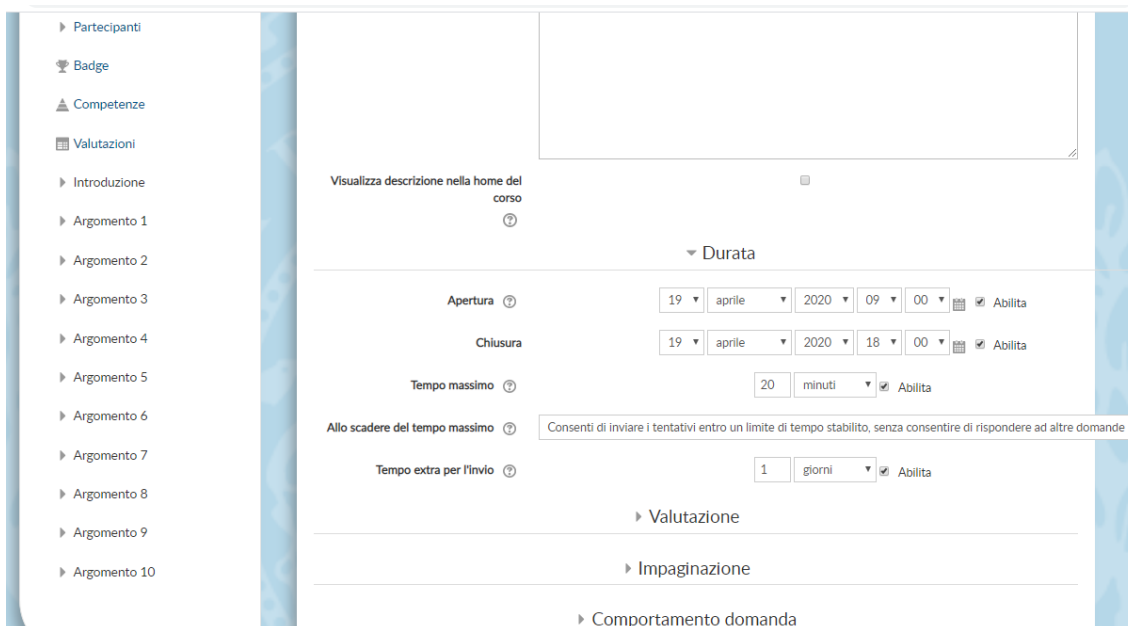 Partecipanti
Badge
Competenze
Valutazioni
Introduzione
Argomento 1
Argomento 2
Argomento 3
Argomento 4
Argomento 5
Argomento 6
Argomento 7
Argomento 8
Argomento 9
Argomento 10
Visualizza descrizione nella home del
corso
Durata
Apertura 19 aprile 2020 09 00 Abilita
Chiusura 19 aprile 2020 18 00 Abilita
Tempo massimo 20 minuti Abilita
Allo scadere del tempo massimo Consenti di inviare i tentativi entro un limite di tempo stabilito, senza consentire di rispondere ad altre domande
Tempo extra per l'invio 1 giorni Abilita
Valutazione
Impaginazione
Comportamento domanda